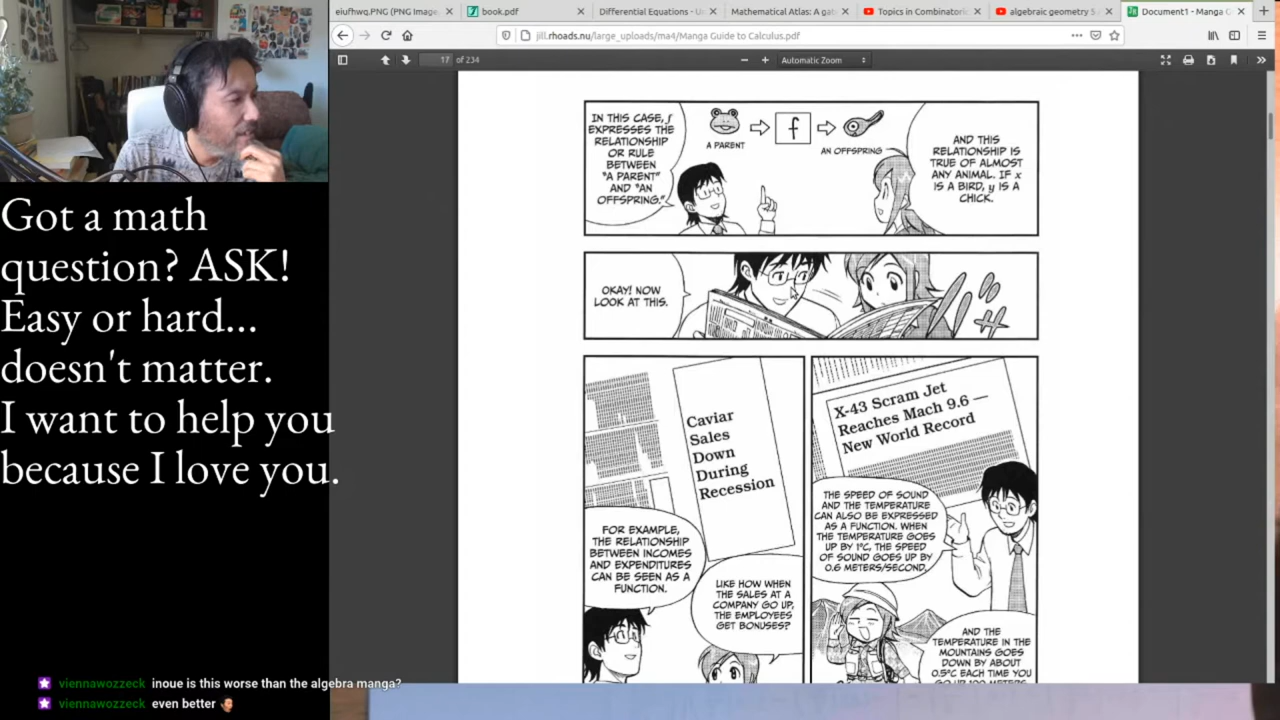 eiufhwq.PNG (PNG Image
book.pdf
Differential Equations - U
Mathematical Atlas: A gat
Topics in Combinatori
algebraic geometry S
Document1 - Manga G
jill.rhoads.nu/large_uploads/ma4/Manga Guide to Calculus.pdf
17 of 234
Automatic Zoom
IN THIS CASE, f
EXPRESSES THE
RELATIONSHIP
OR RULE
BETWEEN
"A PARENT"
AND "AN
OFFSPRING."
f
A PARENT
AN OFFSPRING
AND THIS
RELATIONSHIP IS
TRUE OF ALMOST
ANY ANIMAL. IF x
IS A BIRD, y IS A
CHICK.
OKAY! NOW
LOOK AT THIS.
Caviar
Sales
Down
During
Recession
FOR EXAMPLE,
THE RELATIONSHIP
BETWEEN INCOMES
AND EXPENDITURES
CAN BE SEEN AS A
FUNCTION.
LIKE HOW WHEN
THE SALES AT A
COMPANY GO UP,
THE EMPLOYEES
GET BONUSES?
X-43 Scram Jet
Reaches Mach 9.6 —
New World Record
THE SPEED OF SOUND
AND THE TEMPERATURE
CAN ALSO BE EXPRESSED
AS A FUNCTION. WHEN
THE TEMPERATURE GOES
UP BY 1°C, THE SPEED
OF SOUND GOES UP BY
0.6 METERS/SECOND.
AND THE
TEMPERATURE IN THE
MOUNTAINS GOES
DOWN BY ABOUT
0.5°C EACH TIME YOU
GO UP 100 METERS,
Got a math
question? ASK!
Easy or hard...
doesn't matter.
I want to help you
because I love you.
viennawozzeck inoue is this worse than the algebra manga?
viennawozzeck even better